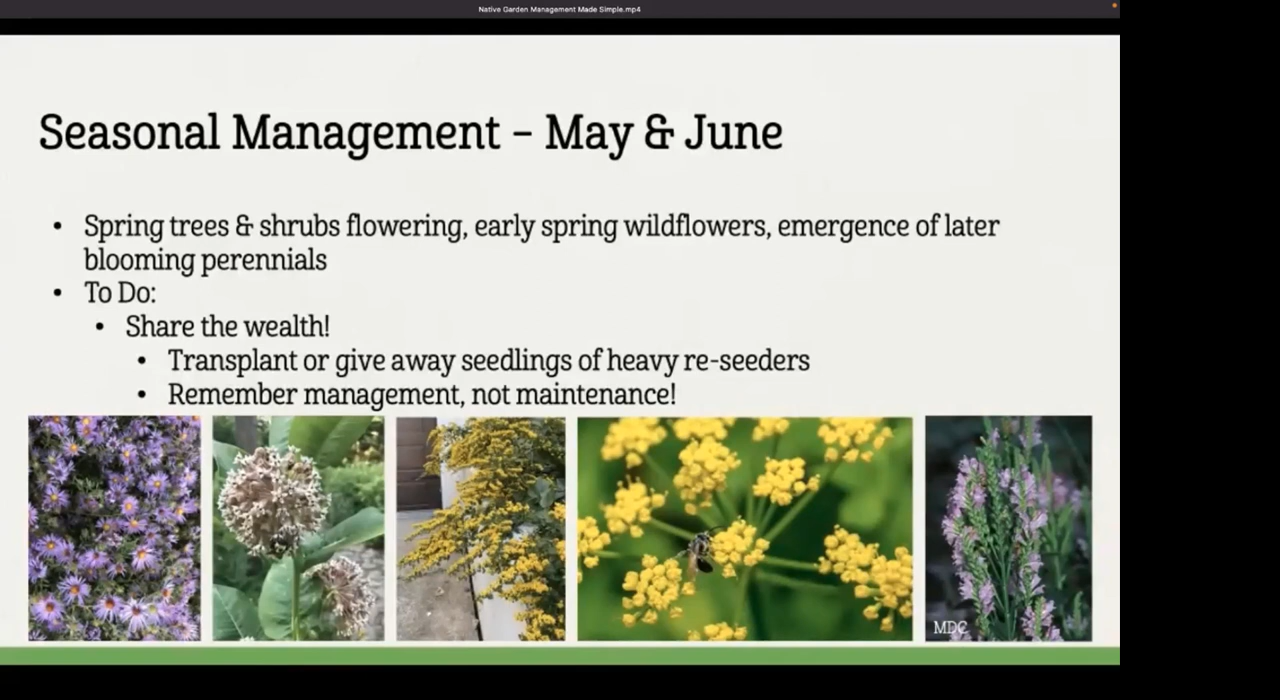 Native Garden Management Made Simple.mp4
Seasonal Management – May & June
• Spring trees & shrubs flowering, early spring wildflowers, emergence of later
blooming perennials
• To Do:
• Share the wealth!
• Transplant or give away seedlings of heavy re-seeders
• Remember management, not maintenance!
MDC